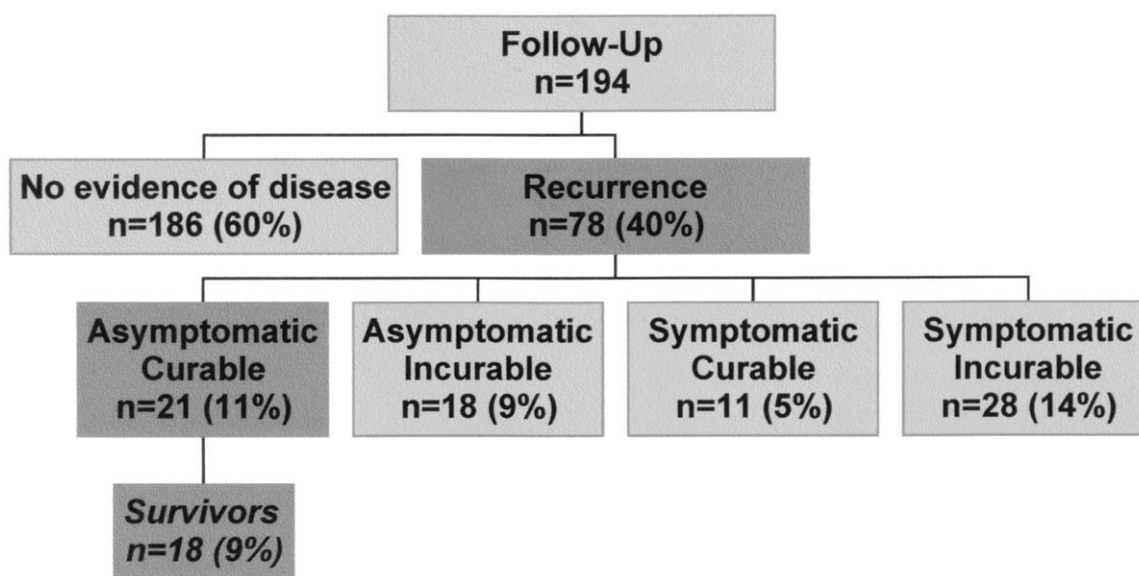 Follow-Up
n=194
No evidence of disease
n=186 (60%)
Recurrence
n=78 (40%)
Asymptomatic
Curable
n=21 (11%)
Asymptomatic
Incurable
n=18 (9%)
Symptomatic
Curable
n=11 (5%)
Symptomatic
Incurable
n=28 (14%)
Survivors
n=18 (9%)